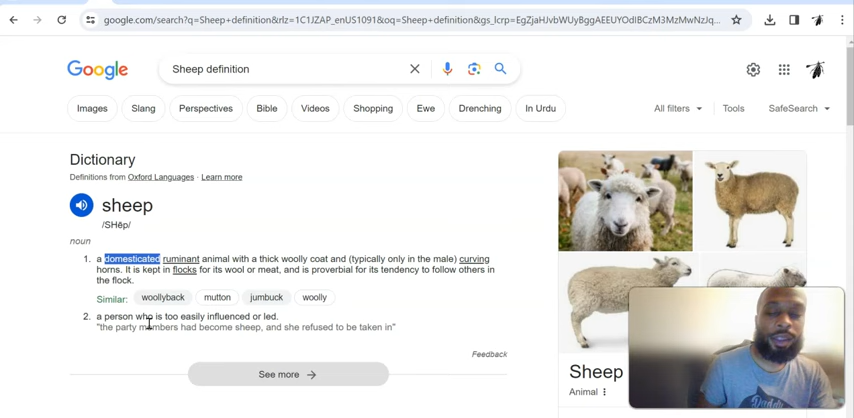 google.com/search?q=Sheep+definition&rlz=1C1JZAP_enUS1091&oq=Sheep+definition&gs_lcrp=EgZjaHJvbWUyBggAEEUYOdIBCzM3MzMwNzJq...
Google
Sheep definition
Images Slang Perspectives Bible Videos Shopping Ewe Drenching In Urdu All filters Tools SafeSearch
Dictionary
Definitions from Oxford Languages · Learn more
sheep
/SHēp/
noun
1. a domesticated ruminant animal with a thick woolly coat and (typically only in the male) curving
horns. It is kept in flocks for its wool or meat, and is proverbial for its tendency to follow others in
the flock.
Similar: woollyback mutton jumbuck woolly
2. a person who is too easily influenced or led.
"the party members had become sheep, and she refused to be taken in"
Feedback
See more
Sheep
Animal